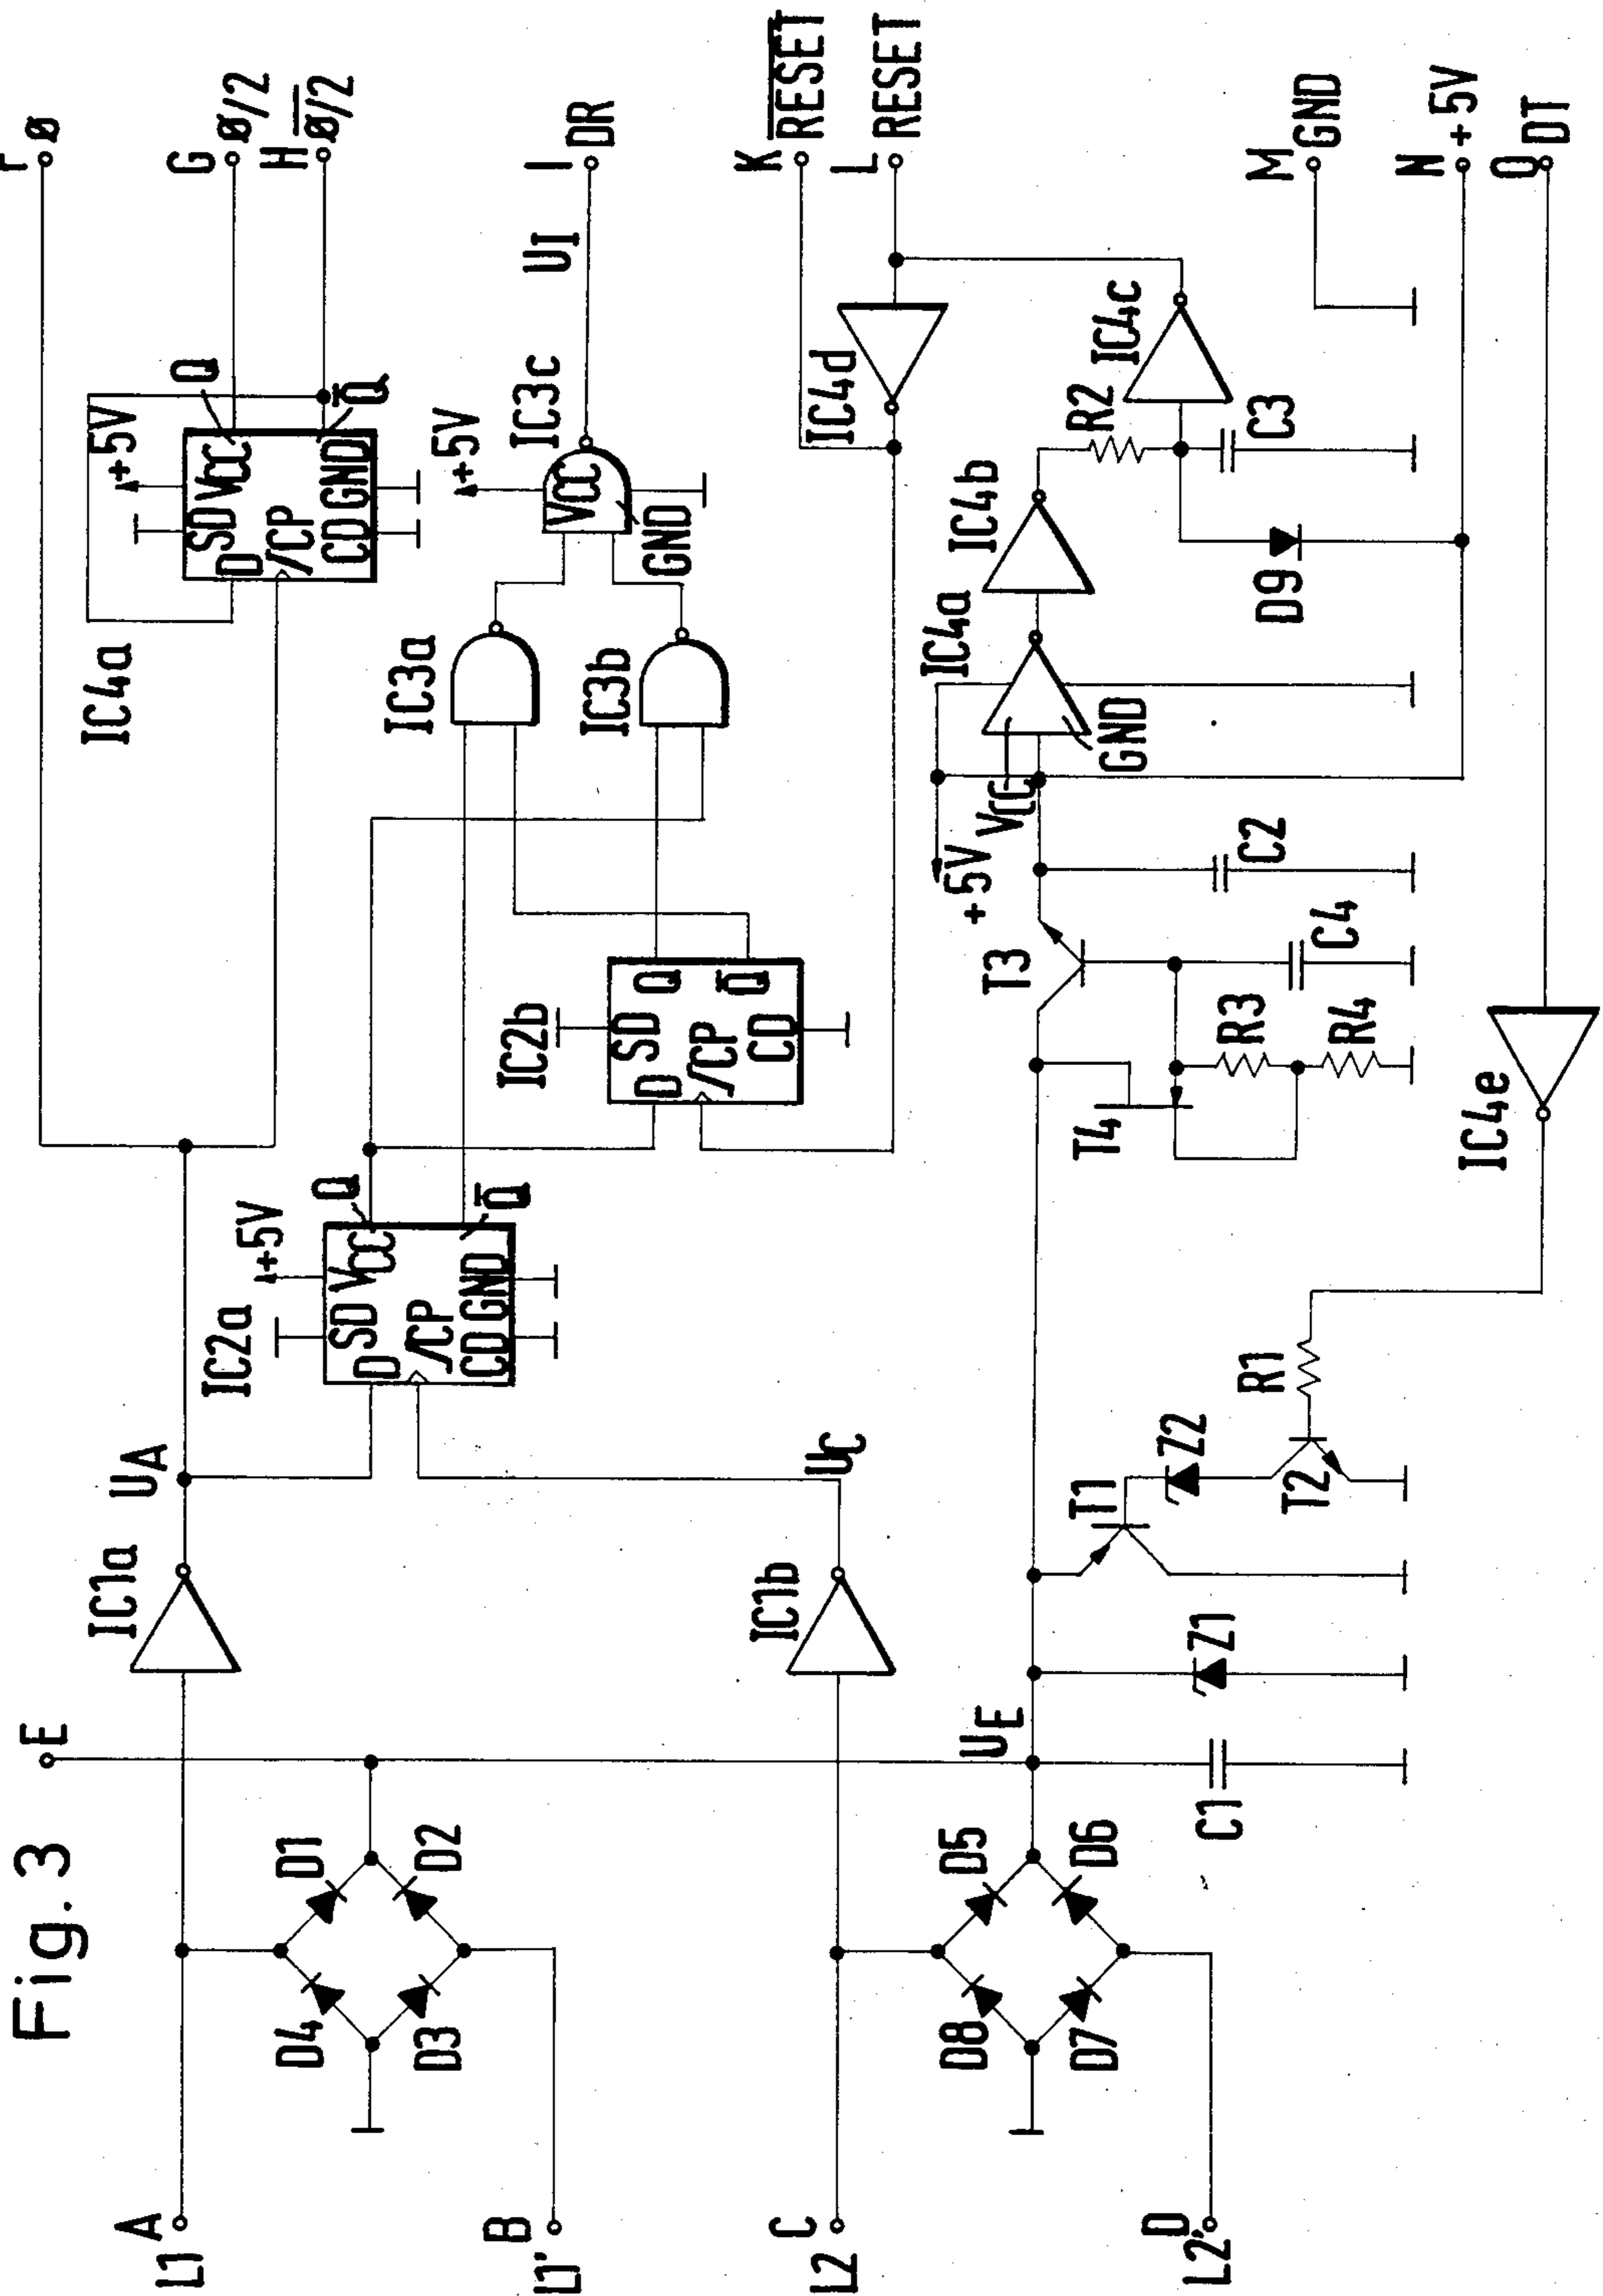 Fig. 3
E
F
Ø
IC1a
UA
IC4a
+5V
SD
VCC
D
/CP
CD
GND
Q
Q̅
G
Ø/2
H
Ø̅/̅2̅
A
L1
D1
D2
D4
D3
B
L1'
IC2a
+5V
SD
VCC
D
/CP
CD
GND
Q
Q̅
IC3a
IC3b
IC3c
+5V
VCC
GND
UI
I
DR
IC2b
SD
Q
D
/CP
Q̅
CD
C
L2
IC1b
UC
IC4d
K
R̅E̅S̅E̅T̅
L
RESET
D5
D6
D8
D7
UE
D
L2'
C1
Z1
T1
Z2
T2
R1
T4
R3
R4
T3
C4
C2
+5V
VCC
GND
IC4a
IC4b
R2
C3
D9
IC4c
M
GND
N
+5V
IC4e
O
DT